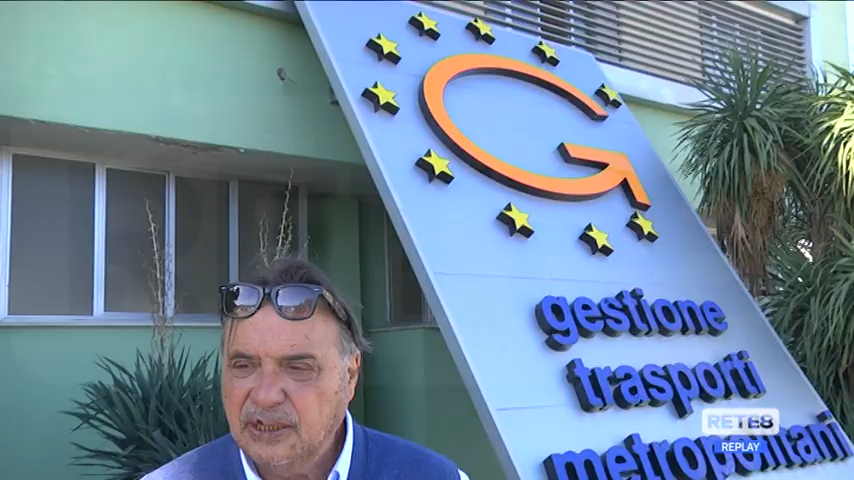 G
gestione
trasporti
metropolitani
RETE8
REPLAY